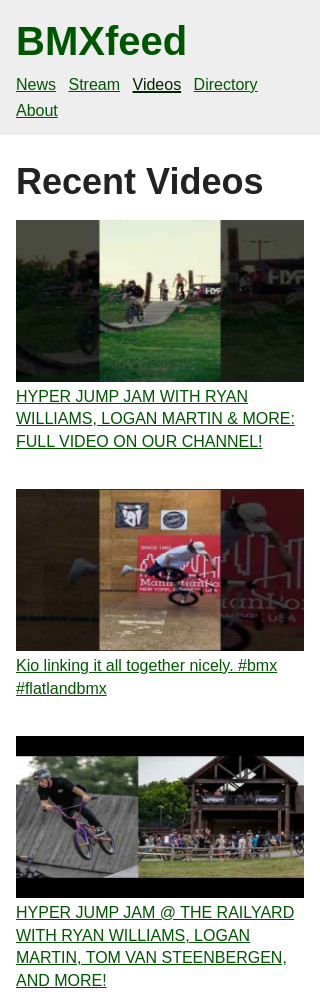 BMXfeed
News Stream Videos Directory
About
Recent Videos
HYPER JUMP JAM WITH RYAN
WILLIAMS, LOGAN MARTIN & MORE:
FULL VIDEO ON OUR CHANNEL!
Kio linking it all together nicely. #bmx
#flatlandbmx
HYPER JUMP JAM @ THE RAILYARD
WITH RYAN WILLIAMS, LOGAN
MARTIN, TOM VAN STEENBERGEN,
AND MORE!